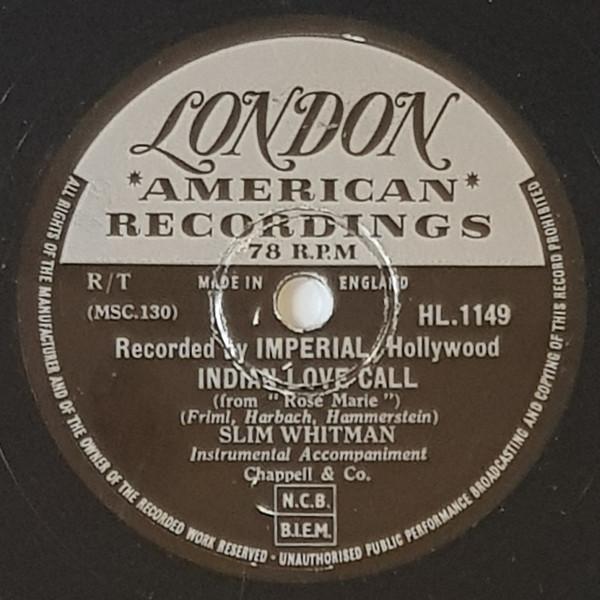 LONDON
*AMERICAN*
RECORDINGS
78 R.P.M
R/T MADE IN ENGLAND
(MSC.130) HL.1149
Recorded by IMPERIAL, Hollywood
INDIAN LOVE CALL
(from "Rose Marie")
(Friml, Harbach, Hammerstein)
SLIM WHITMAN
Instrumental Accompaniment
Chappell & Co.
N.C.B.
B.I.E.M.
ALL RIGHTS OF THE MANUFACTURER AND OF THE OWNER OF THE RECORDED WORK RESERVED · UNAUTHORISED PUBLIC PERFORMANCE BROADCASTING AND COPYING OF THIS RECORD PROHIBITED